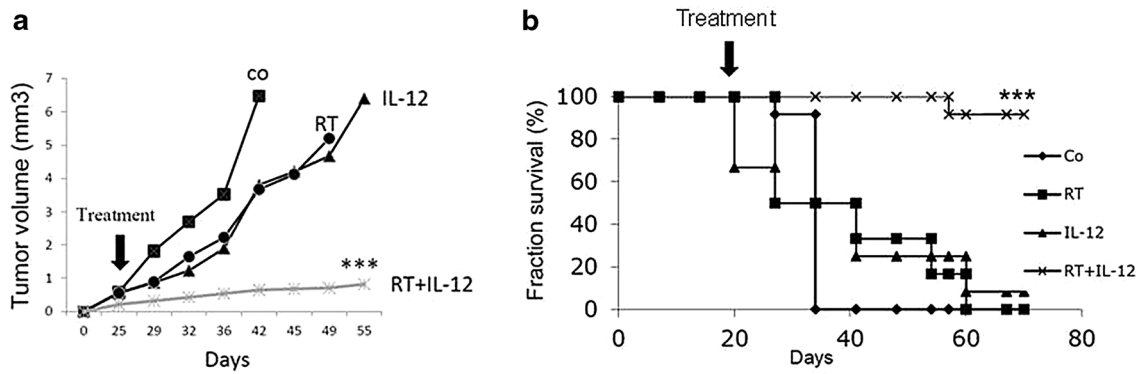 a
Tumor volume (mm3)
7
6
5
4
3
2
1
0
Treatment
co
RT
IL-12
***
RT+IL-12
0 25 29 32 36 42 45 49 55
Days
b
Treatment
Fraction survival (%)
100
80
60
40
20
0
***
Co
RT
IL-12
RT+IL-12
0 20 40 60 80
Days